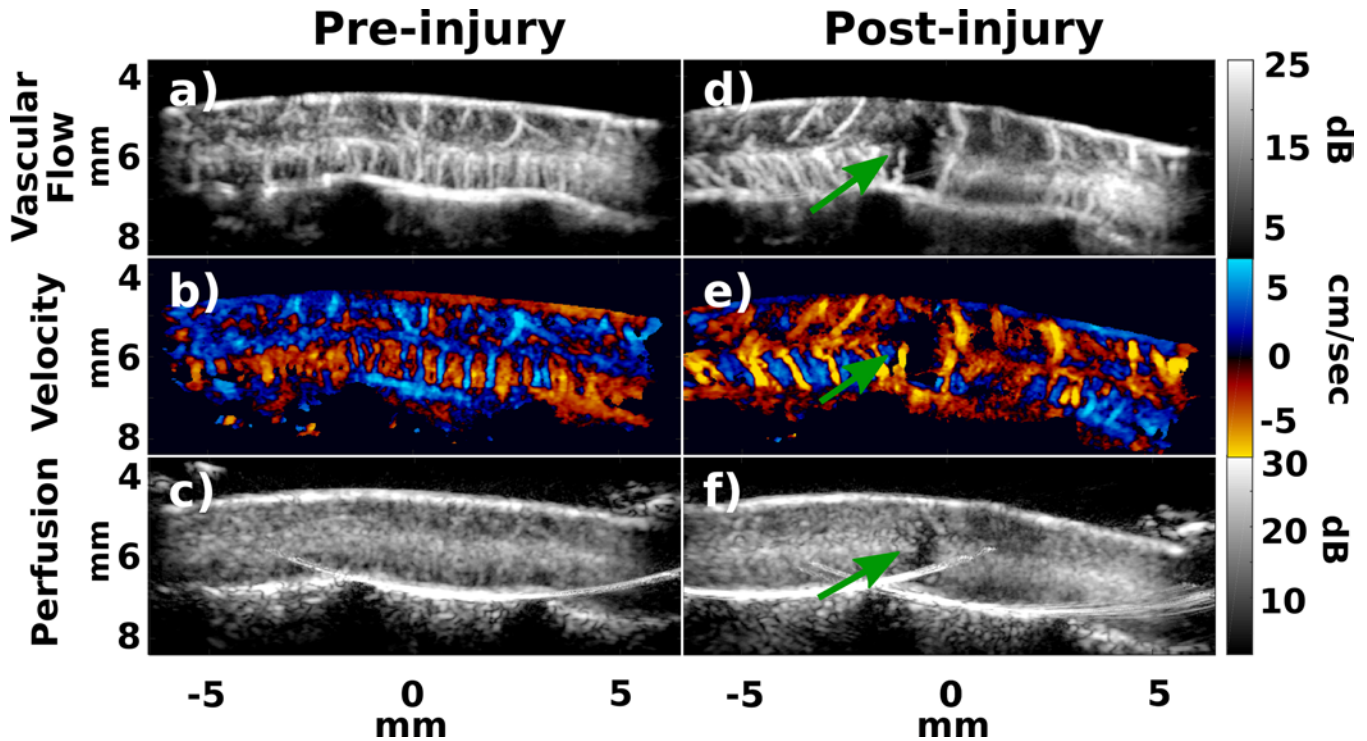 Pre-injury Post-injury
Vascular
Flow
mm
4
6
8
a)
d)
25
15
5
dB
Velocity
4
6
8
mm
b)
e)
5
0
-5
cm/sec
Perfusion
4
6
8
mm
c)
f)
30
20
10
dB
-5 0 5 -5 0 5
mm mm